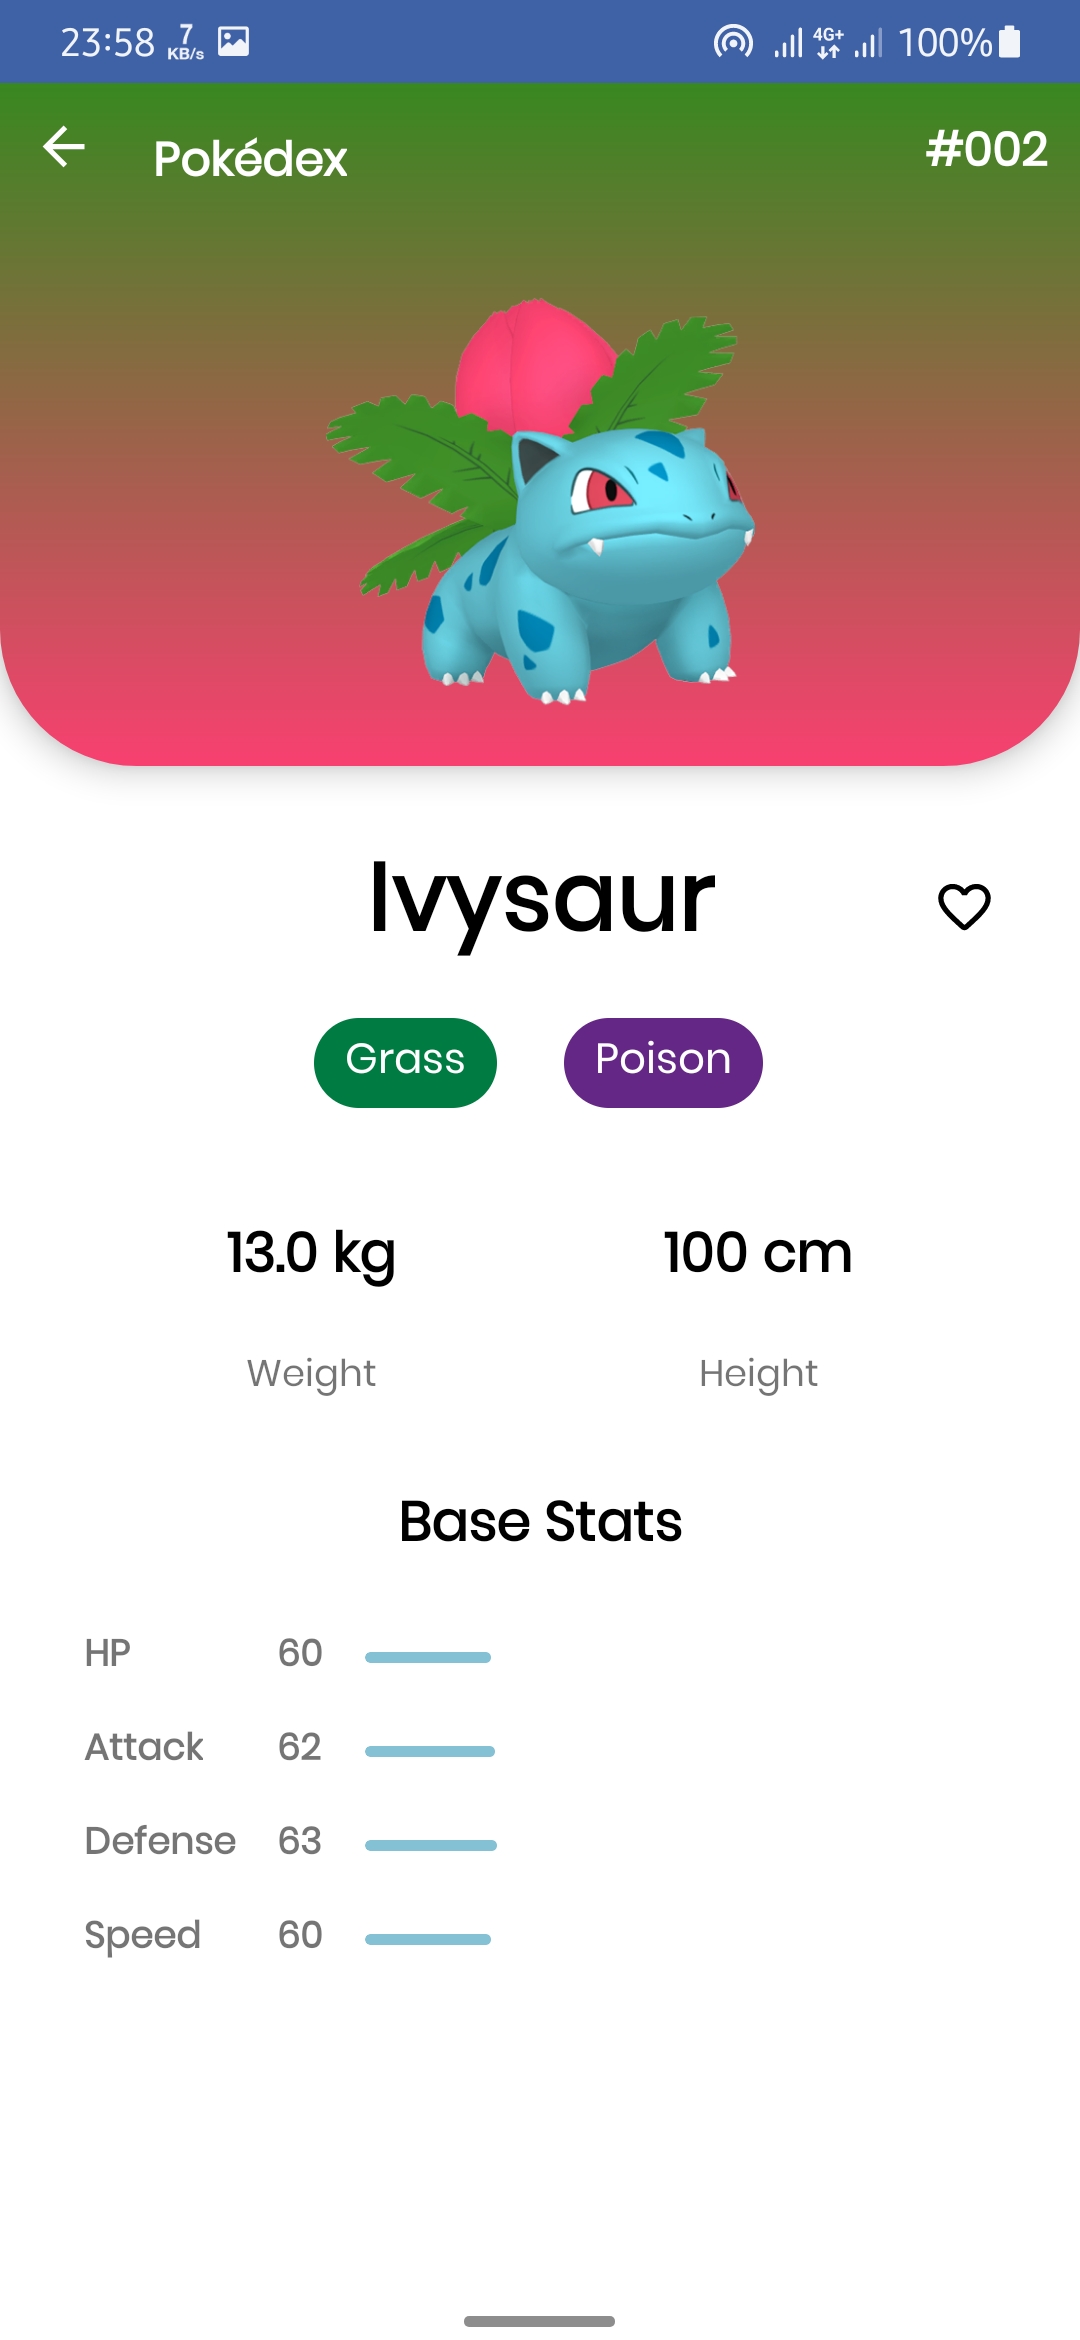 23:58 7 KB/s 4G+ 100%
Pokédex #002
Ivysaur
Grass Poison
13.0 kg 100 cm
Weight Height
Base Stats
HP 60
Attack 62
Defense 63
Speed 60